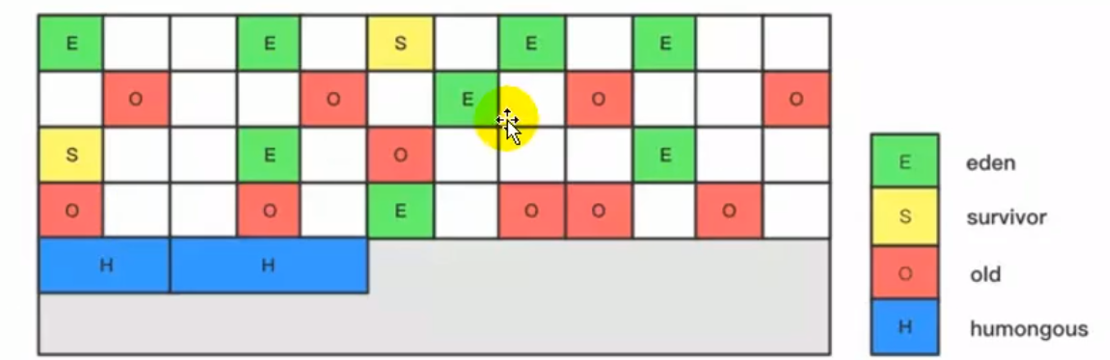 E E S E E
O O E O O
S E O E
O O E O O O
H H
E eden
S survivor
O old
H humongous